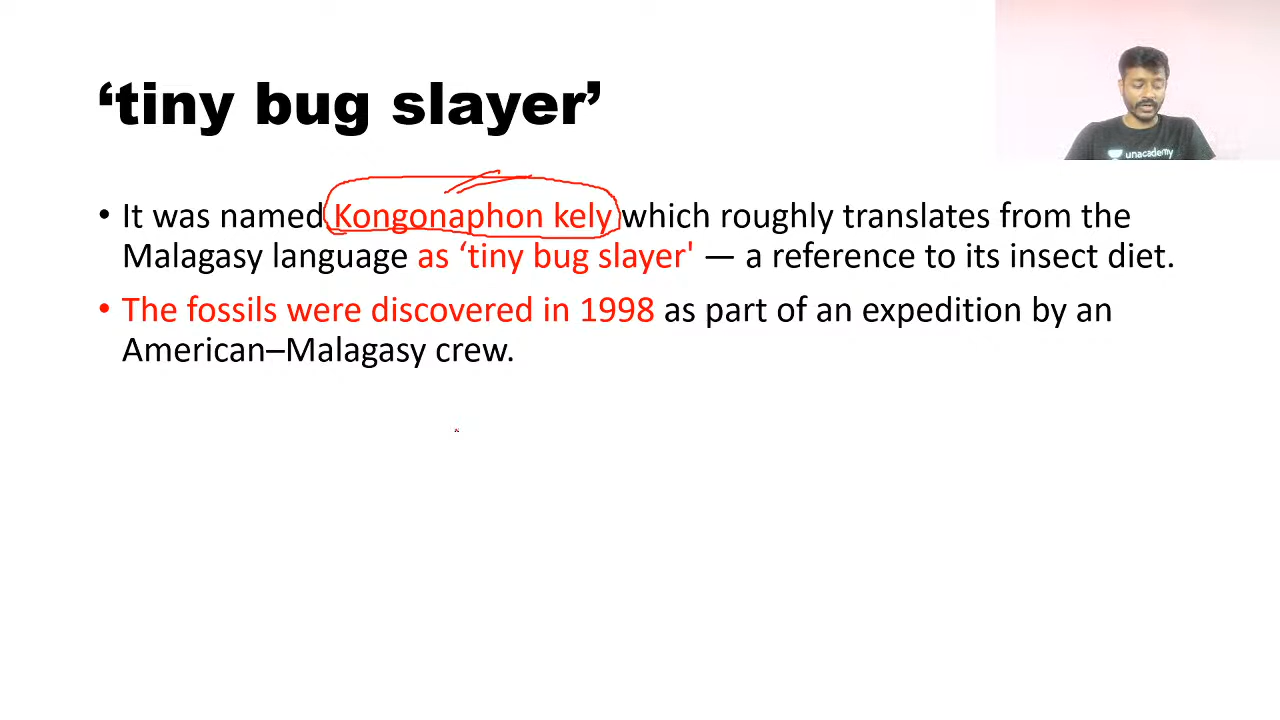 ‘tiny bug slayer’
• It was named Kongonaphon kely which roughly translates from the
Malagasy language as ‘tiny bug slayer' — a reference to its insect diet.
• The fossils were discovered in 1998 as part of an expedition by an
American–Malagasy crew.
unacademy